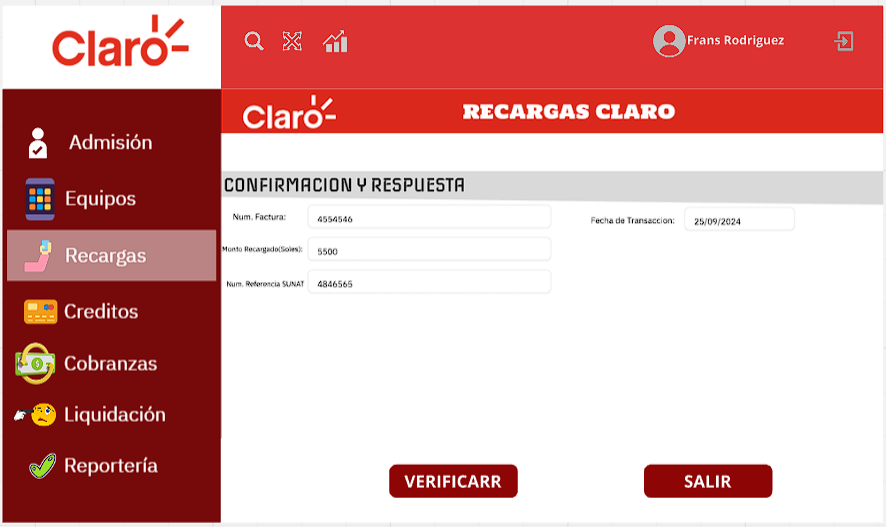 Claro
Frans Rodriguez
Claro
RECARGAS CLARO
Admisión
Equipos
Recargas
Creditos
Cobranzas
Liquidación
Reportería
CONFIRMACION Y RESPUESTA
Num. Factura: 4554546
Fecha de Transaccion: 25/09/2024
Monto Recargado(Soles): 5500
Num. Referencia SUNAT 4846565
VERIFICARR
SALIR